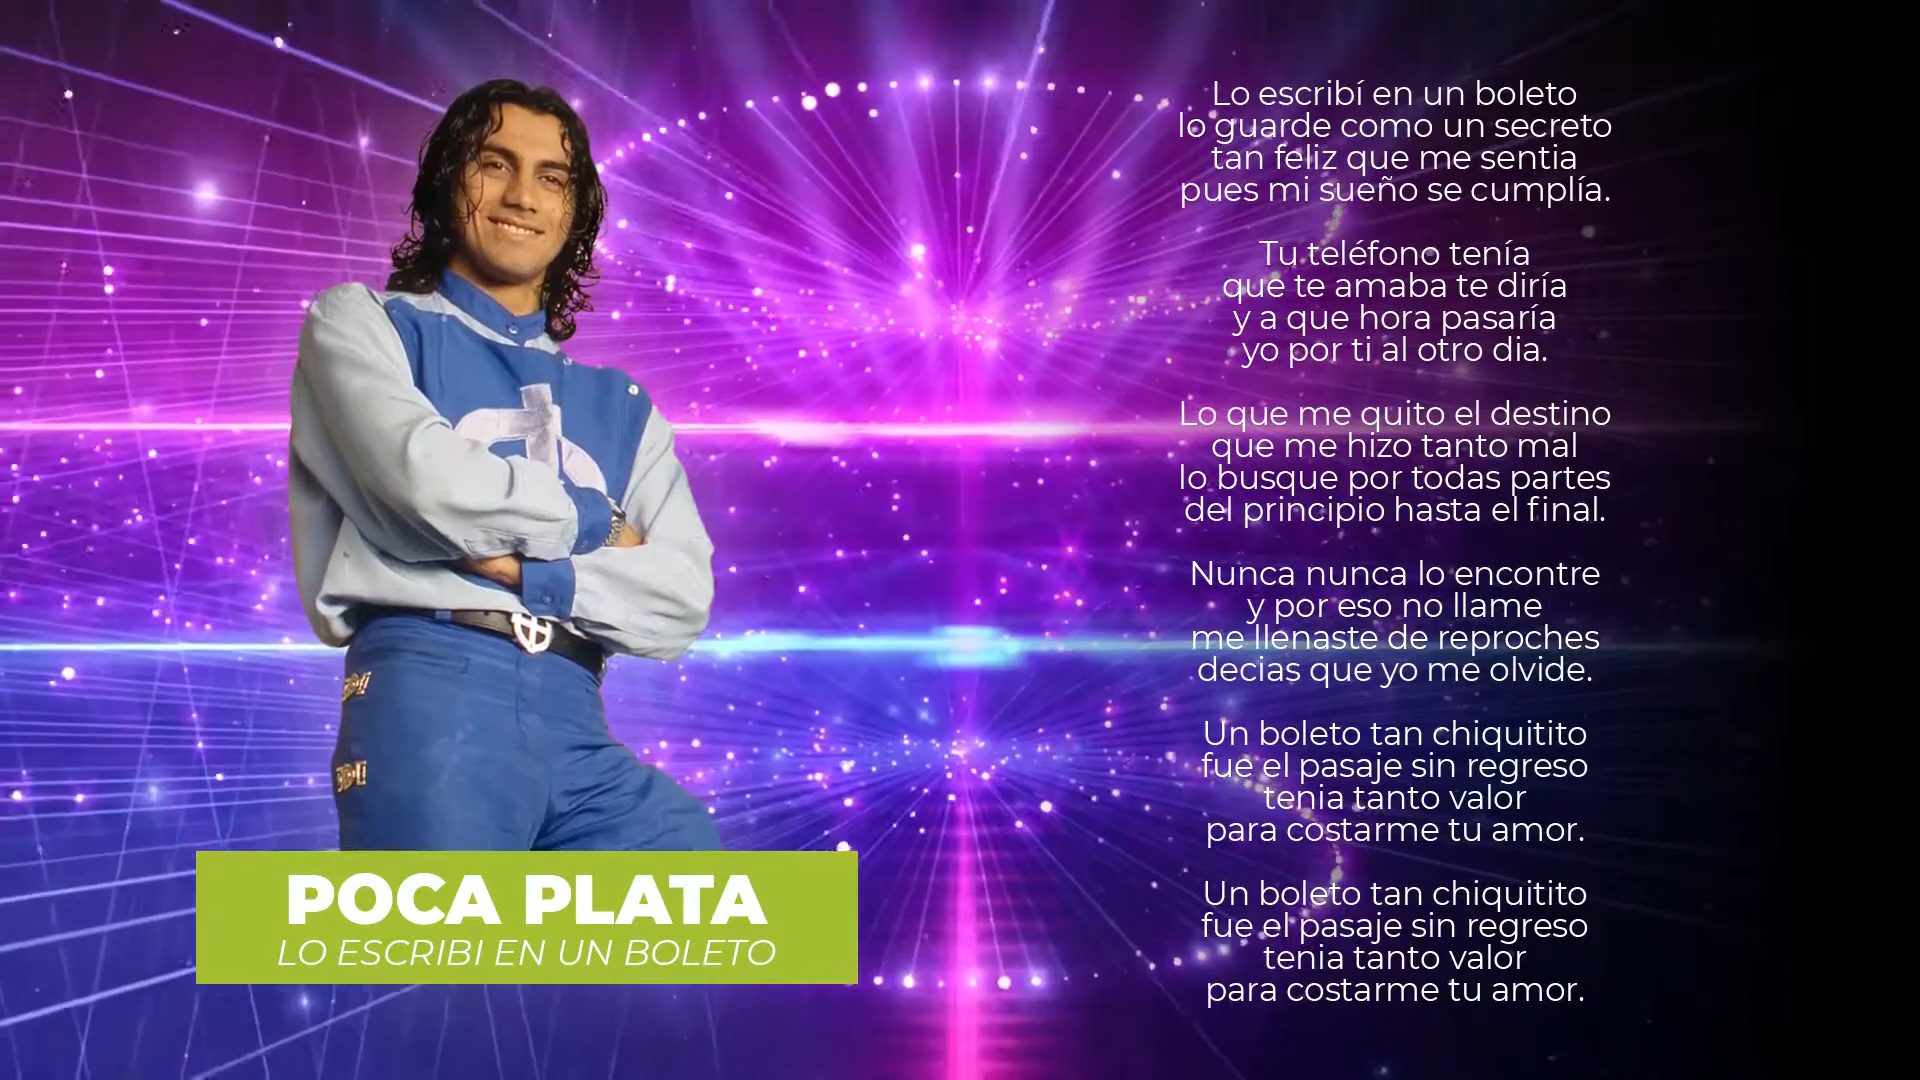 Lo escribí en un boleto
lo guarde como un secreto
tan feliz que me sentia
pues mi sueño se cumplía.
Tu teléfono tenía
que te amaba te diría
y a que hora pasaría
yo por ti al otro dia.
Lo que me quito el destino
que me hizo tanto mal
lo busque por todas partes
del principio hasta el final.
Nunca nunca lo encontre
y por eso no llame
me llenaste de reproches
decias que yo me olvide.
Un boleto tan chiquitito
fue el pasaje sin regreso
tenia tanto valor
para costarme tu amor.
Un boleto tan chiquitito
fue el pasaje sin regreso
tenia tanto valor
para costarme tu amor.
POCA PLATA
LO ESCRIBI EN UN BOLETO